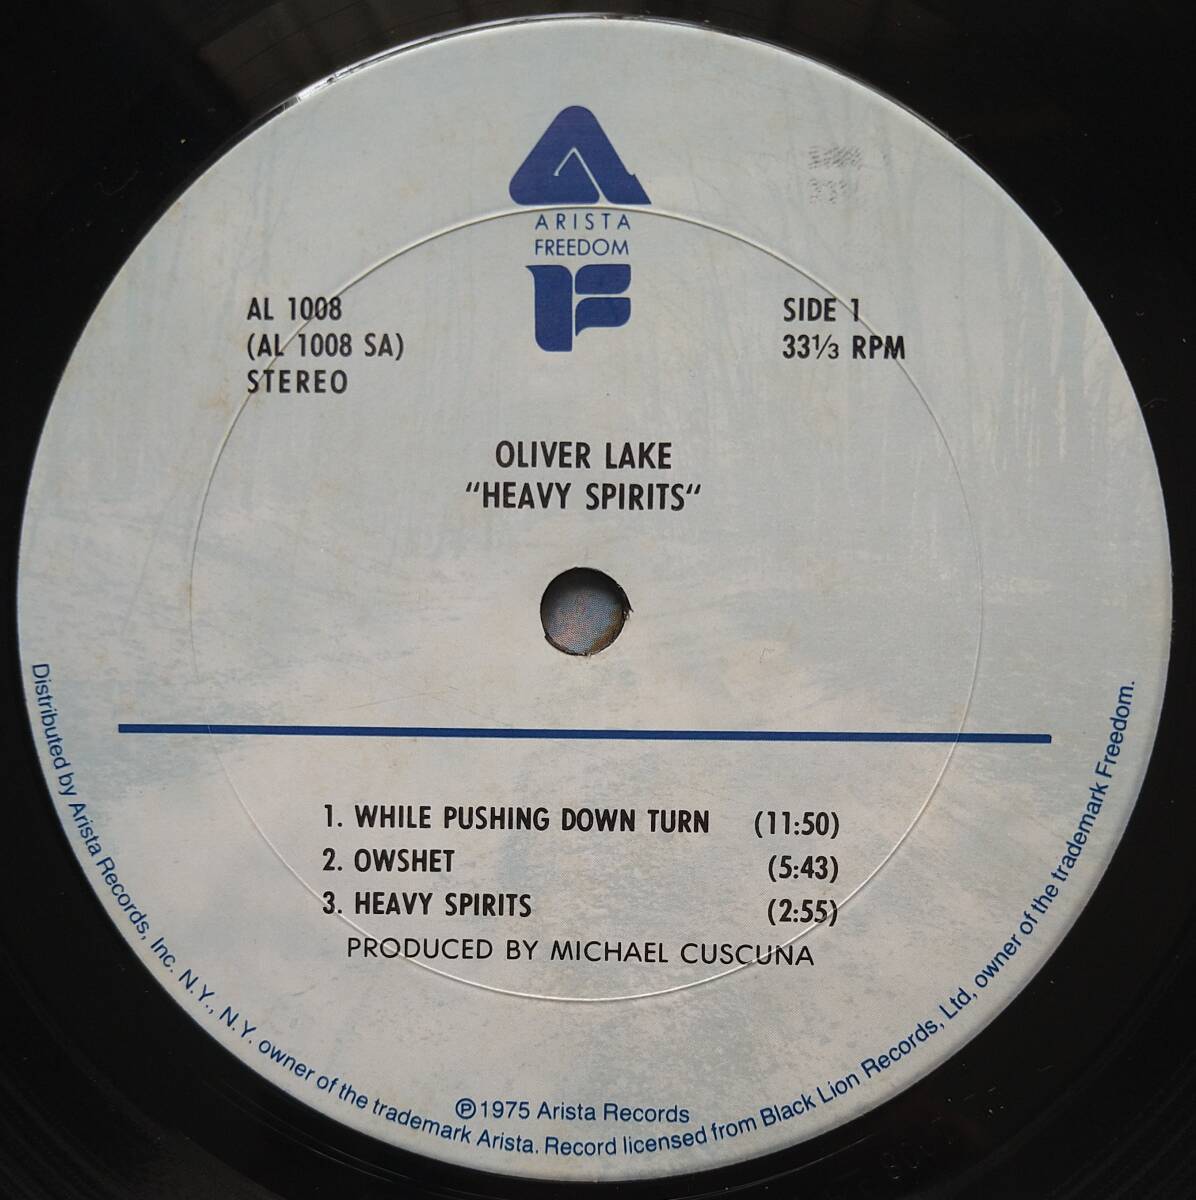 ARISTA
FREEDOM
AL 1008
(AL 1008 SA)
STEREO
SIDE 1
33⅓ RPM
OLIVER LAKE
"HEAVY SPIRITS"
1. WHILE PUSHING DOWN TURN (11:50)
2. OWSHET (5:43)
3. HEAVY SPIRITS (2:55)
PRODUCED BY MICHAEL CUSCUNA
℗1975 Arista Records
Distributed by Arista Records, Inc. N.Y., N.Y. owner of the trademark Arista. Record licensed from Black Lion Records, Ltd, owner of the trademark Freedom.